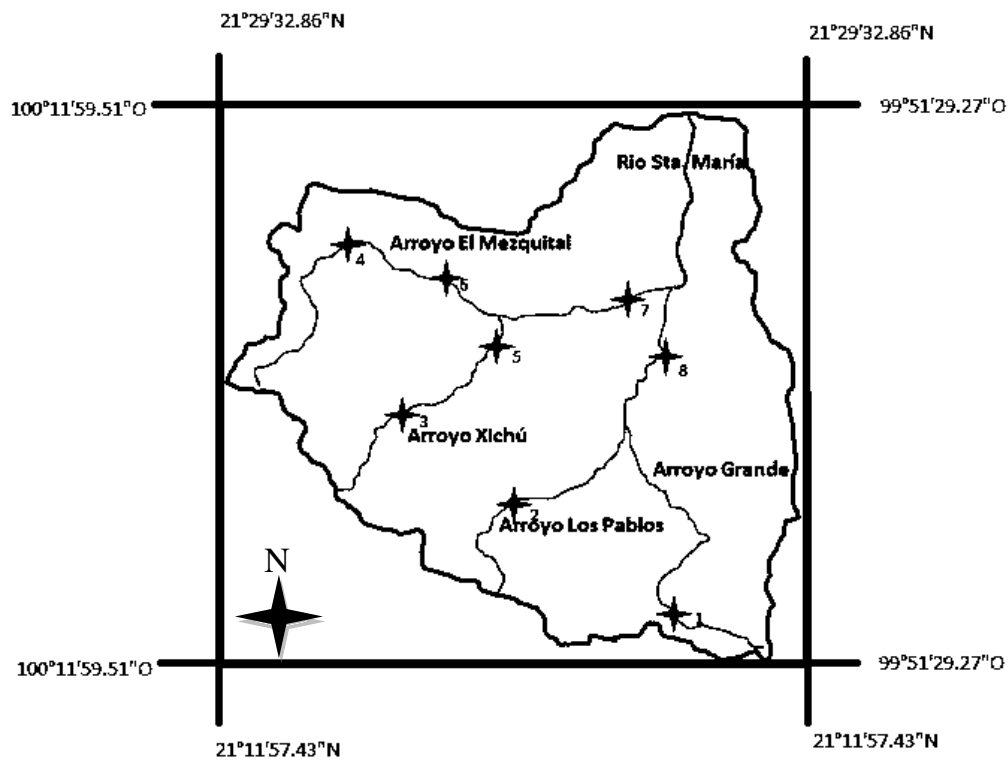 21°29'32.86"N
21°29'32.86"N
100°11'59.51"O
99°51'29.27"O
Rio Sta. María
Arroyo El Mezquital
4
6
7
5
8
3
Arroyo Xichú
Arroyo Grande
2
Arroyo Los Pablos
N
1
100°11'59.51"O
99°51'29.27"O
21°11'57.43"N
21°11'57.43"N